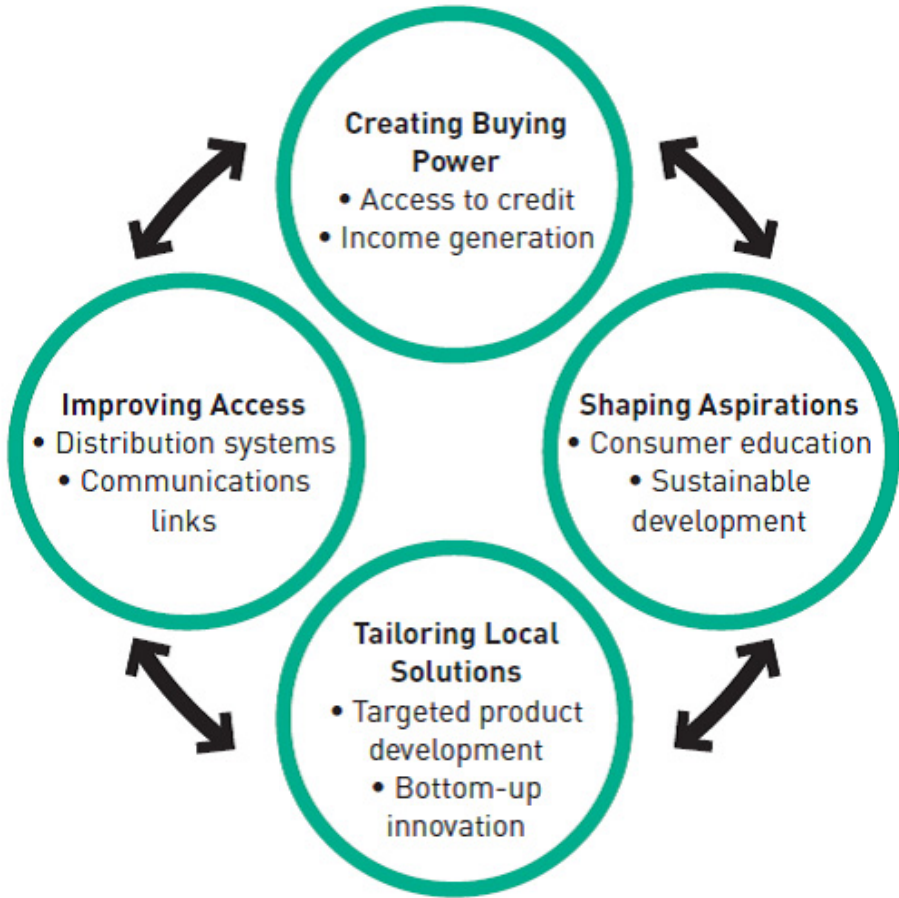 Creating Buying
Power
• Access to credit
• Income generation
Improving Access
• Distribution systems
• Communications
links
Shaping Aspirations
• Consumer education
• Sustainable
development
Tailoring Local
Solutions
• Targeted product
development
• Bottom-up
innovation